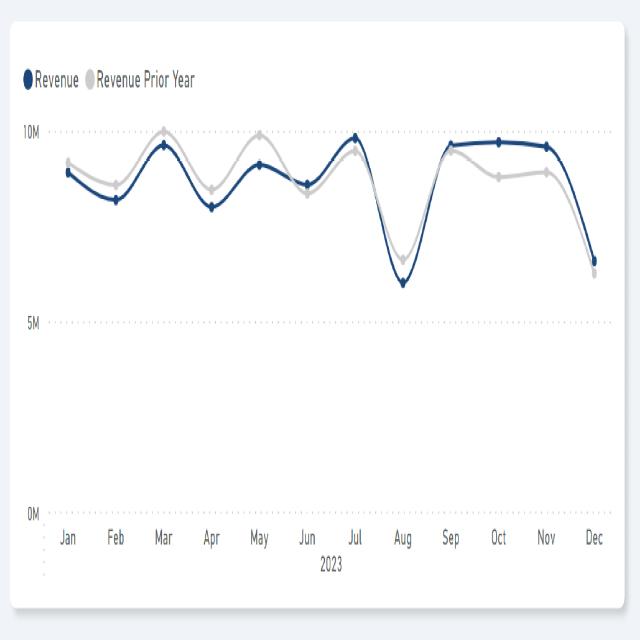 Revenue Revenue Prior Year
10M
5M
0M
Jan Feb Mar Apr May Jun Jul Aug Sep Oct Nov Dec
2023